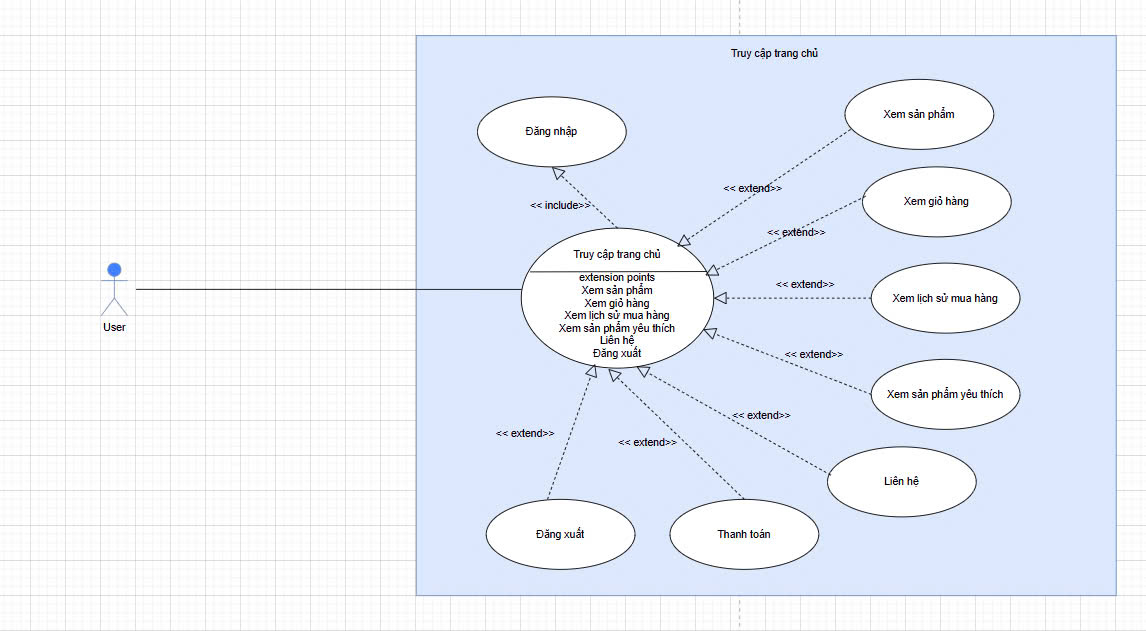 Truy cập trang chủ
Xem sản phẩm
Đăng nhập
<< extend>>
Xem giỏ hàng
<< include>>
<< extend>>
Truy cập trang chủ
extension points
Xem sản phẩm
Xem giỏ hàng
Xem lịch sử mua hàng
Xem sản phẩm yêu thích
Liên hệ
Đăng xuất
<< extend>>
Xem lịch sử mua hàng
User
<< extend>>
Xem sản phẩm yêu thích
<< extend>>
<< extend>>
<< extend>>
Liên hệ
Đăng xuất
Thanh toán